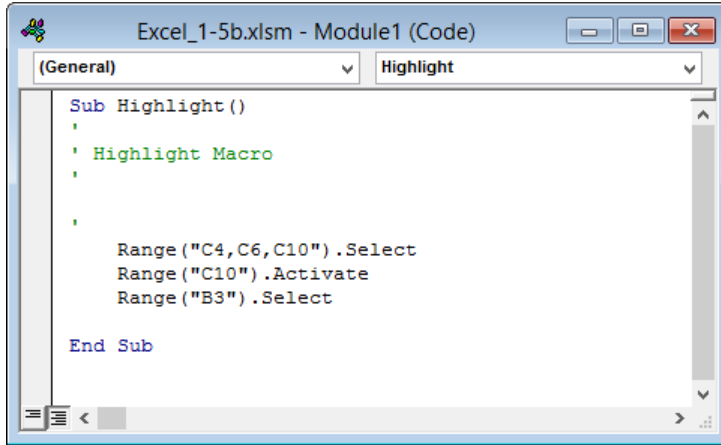 Excel_1-5b.xlsm - Module1 (Code)
(General) Highlight
Sub Highlight()
'
' Highlight Macro
'
'
Range("C4,C6,C10").Select
Range("C10").Activate
Range("B3").Select
End Sub